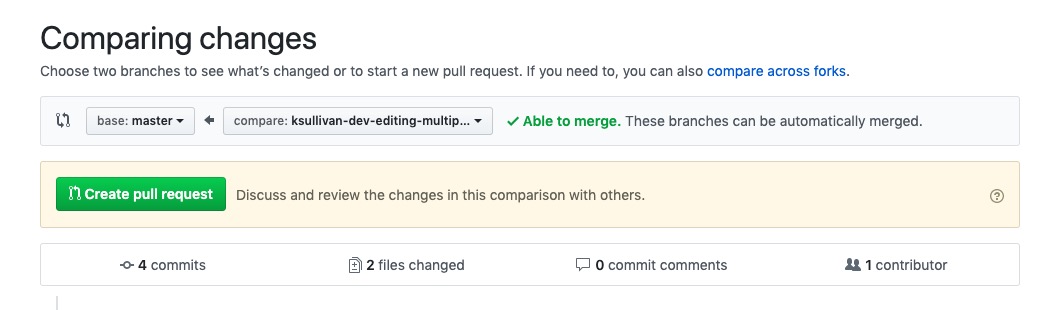 Comparing changes
Choose two branches to see what's changed or to start a new pull request. If you need to, you can also compare across forks.
base: master compare: ksullivan-dev-editing-multip... Able to merge. These branches can be automatically merged.
Create pull request Discuss and review the changes in this comparison with others.
4 commits 2 files changed 0 commit comments 1 contributor